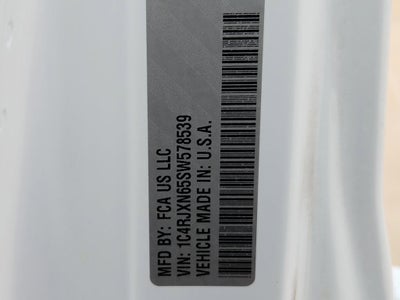 MFD BY: FCA US LLC
VIN: 1C4RJXN65SW578539
VEHICLE MADE IN: U.S.A.